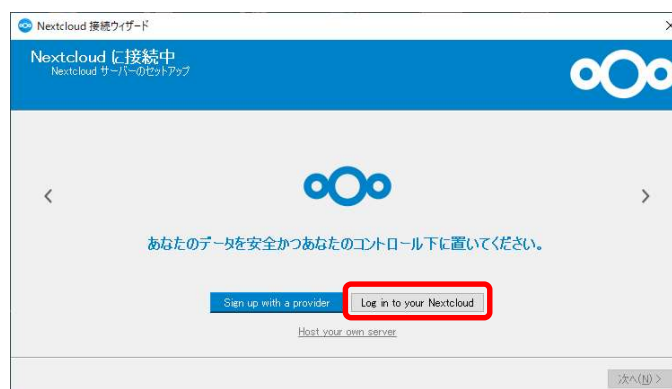 Nextcloud 接続ウィザード
Nextcloud に接続中
Nextcloud サーバーのセットアップ
あなたのデータを安全かつあなたのコントロール下に置いてください。
Sign up with a provider
Log in to your Nextcloud
Host your own server
次へ(N) >